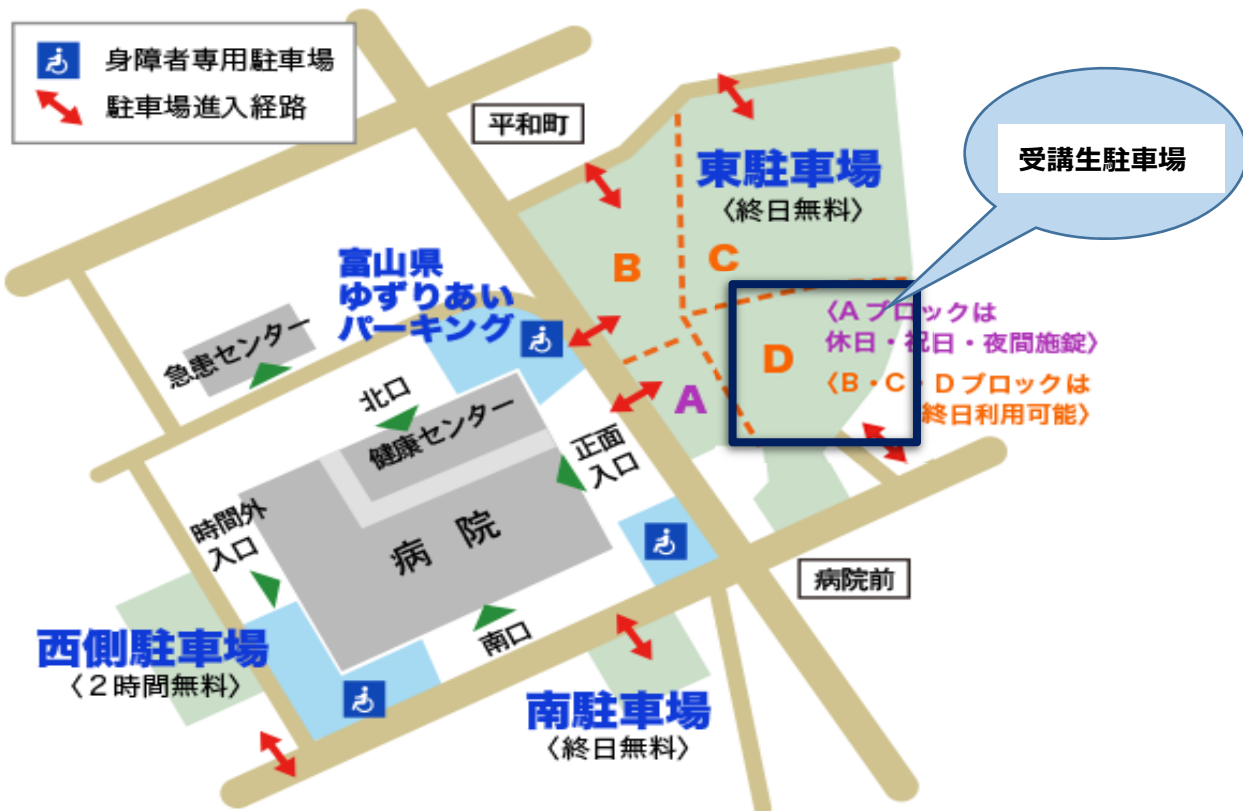 身障者専用駐車場
駐車場進入経路
平和町
受講生駐車場
東駐車場
〈終日無料〉
B
C
富山県
ゆずりあい
パーキング
〈Aブロックは
休日・祝日・夜間施錠〉
D
〈B・C・Dブロックは
終日利用可能〉
A
急患センター
北口
健康センター
正面
入口
時間外
入口
病 院
病院前
南口
西側駐車場
〈2時間無料〉
南駐車場
〈終日無料〉